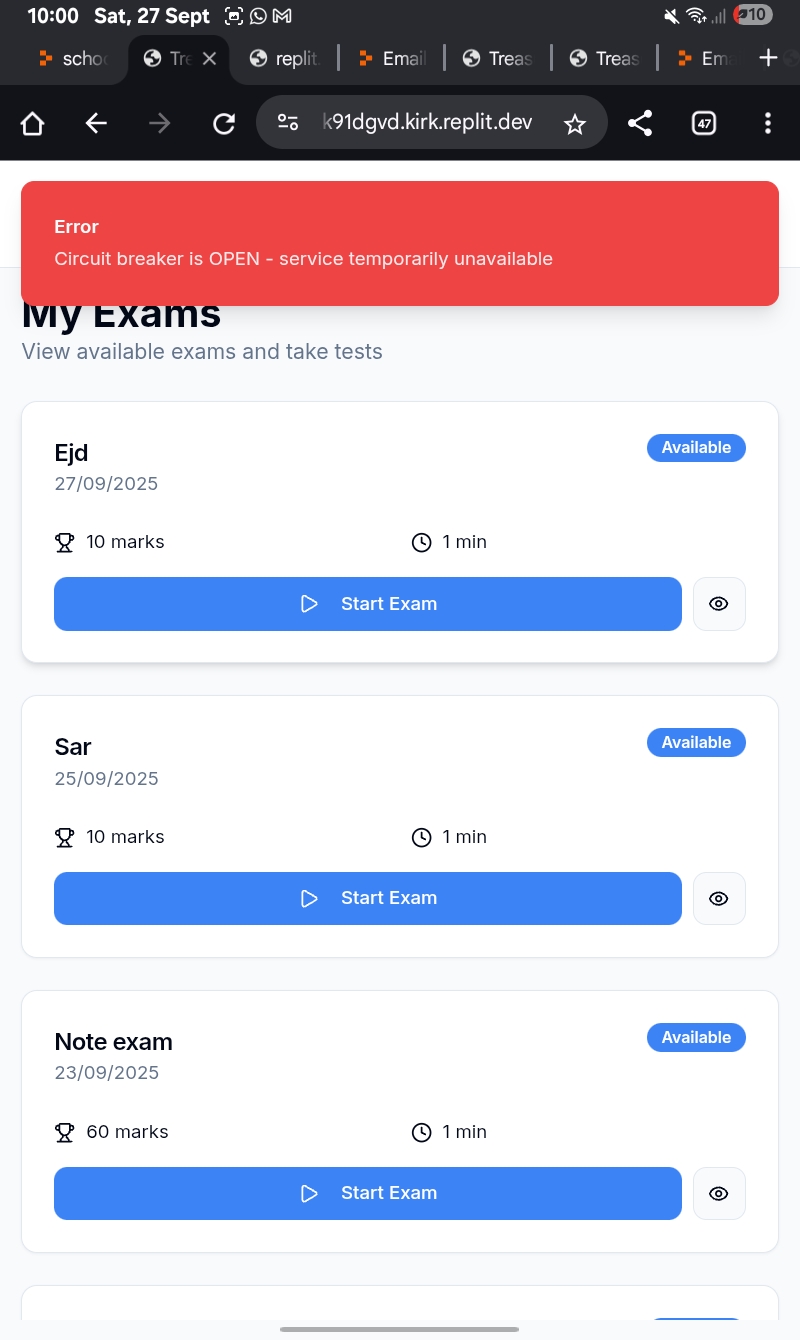 10:00 Sat, 27 Sept 10
replit
Email
Treas
Treas
k91dgvd.kirk.replit.dev
47
Error
Circuit breaker is OPEN - service temporarily unavailable
My Exams
View available exams and take tests
Ejd
Available
27/09/2025
10 marks 1 min
Start Exam
Sar
Available
25/09/2025
10 marks 1 min
Start Exam
Note exam
Available
23/09/2025
60 marks 1 min
Start Exam